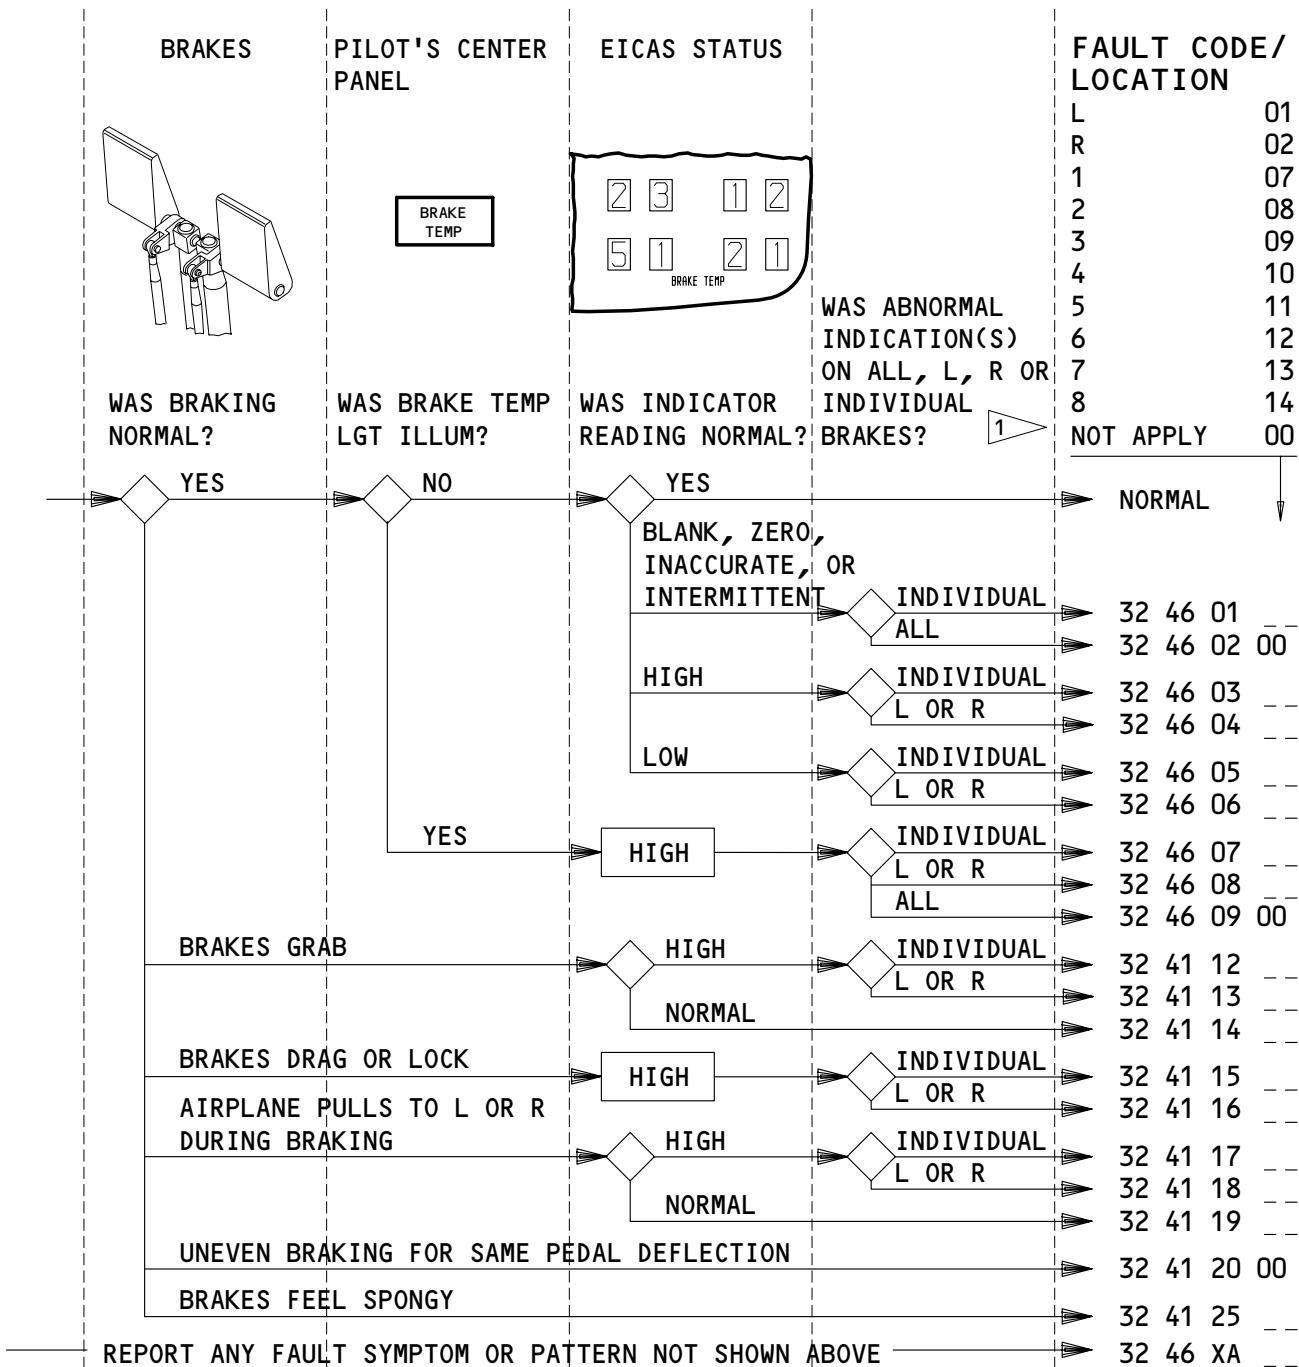 BRAKES
PILOT'S CENTER
PANEL
EICAS STATUS
FAULT CODE/
LOCATION
L 01
R 02
1 07
2 08
3 09
4 10
5 11
6 12
7 13
8 14
NOT APPLY 00
BRAKE
TEMP
2 3 1 2
5 1 2 1
BRAKE TEMP
WAS BRAKING
NORMAL?
WAS BRAKE TEMP
LGT ILLUM?
WAS INDICATOR
READING NORMAL?
WAS ABNORMAL
INDICATION(S)
ON ALL, L, R OR
INDIVIDUAL
BRAKES?
1
YES
NO
YES
NORMAL
BLANK, ZERO,
INACCURATE, OR
INTERMITTENT
INDIVIDUAL
32 46 01 _ _
ALL
32 46 02 00
HIGH
INDIVIDUAL
32 46 03 _ _
L OR R
32 46 04 _ _
LOW
INDIVIDUAL
32 46 05 _ _
L OR R
32 46 06 _ _
YES
HIGH
INDIVIDUAL
32 46 07 _ _
L OR R
32 46 08 _ _
ALL
32 46 09 00
BRAKES GRAB
HIGH
INDIVIDUAL
32 41 12 _ _
L OR R
32 41 13 _ _
NORMAL
32 41 14 _ _
BRAKES DRAG OR LOCK
HIGH
INDIVIDUAL
32 41 15 _ _
L OR R
32 41 16 _ _
AIRPLANE PULLS TO L OR R
DURING BRAKING
HIGH
INDIVIDUAL
32 41 17 _ _
L OR R
32 41 18 _ _
NORMAL
32 41 19 _ _
UNEVEN BRAKING FOR SAME PEDAL DEFLECTION
32 41 20 00
BRAKES FEEL SPONGY
32 41 25 _ _
REPORT ANY FAULT SYMPTOM OR PATTERN NOT SHOWN ABOVE
32 46 XA _ _